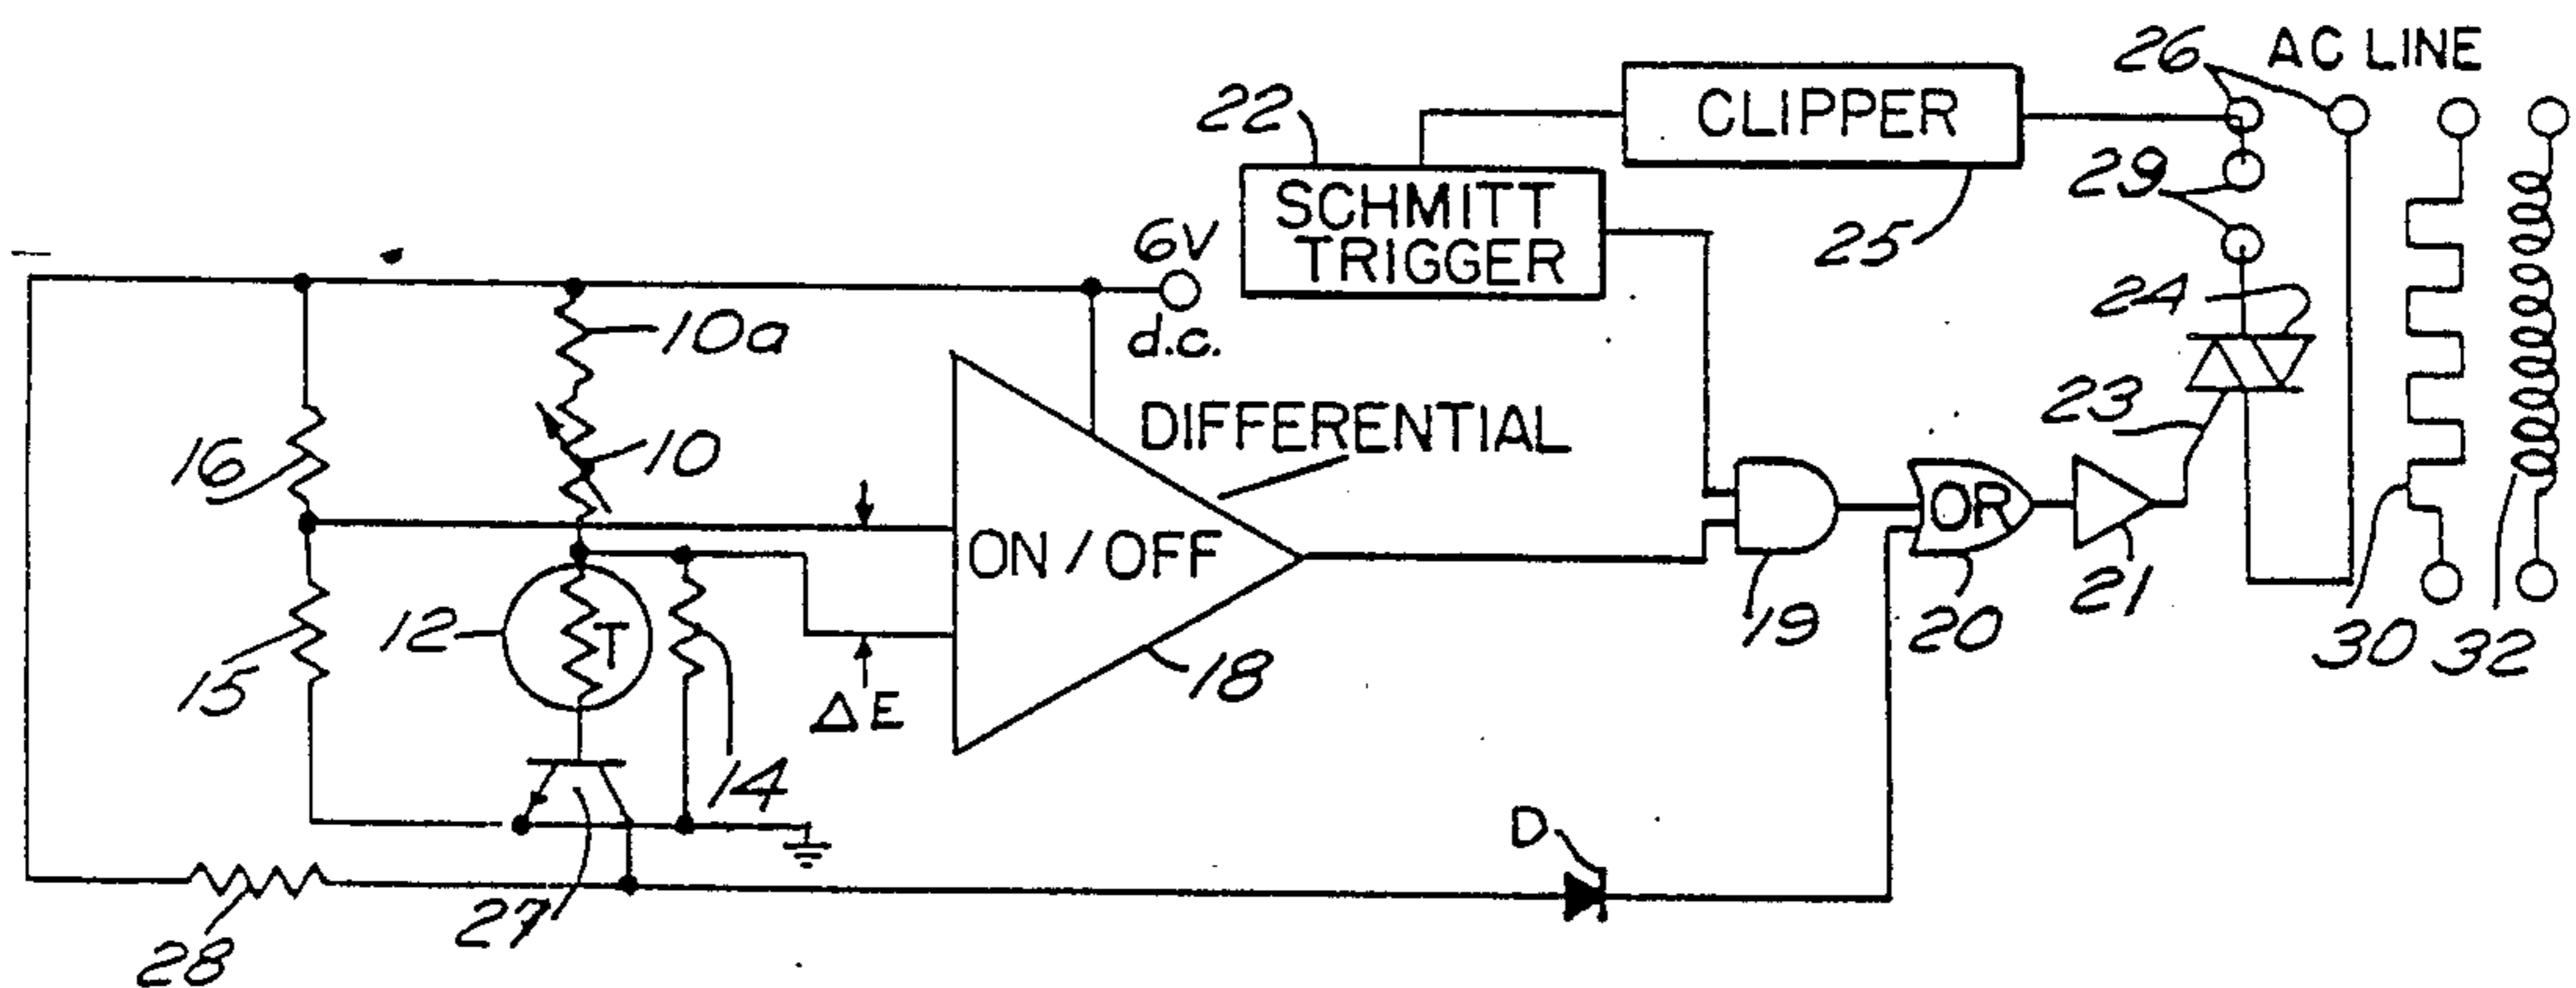 26 AC LINE
22
CLIPPER
29
SCHMITT
TRIGGER
6V
25
24
10a
d.c.
DIFFERENTIAL
23
16
10
ON / OFF
OR
12
T
19
20
21
30
32
15
18
ΔE
14
D
27
28